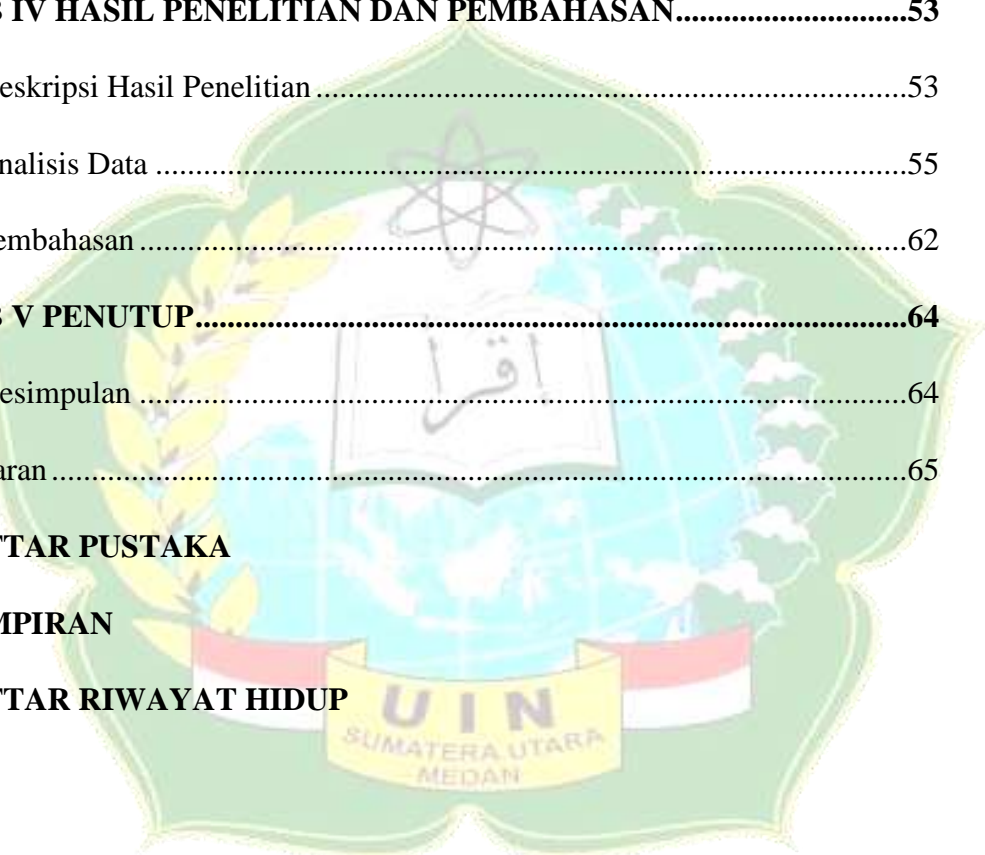 B IV HASIL PENELITIAN DAN PEMBAHASAN..........................53
eskripsi Hasil Penelitian..........................53
nalisis Data..........................55
embahasan..........................62
B V PENUTUP..........................64
esimpulan..........................64
aran..........................65
TAR PUSTAKA
MPIRAN
TAR RIWAYAT HIDUP
إقرأ
UIN
SUMATERA UTARA
MEDAN